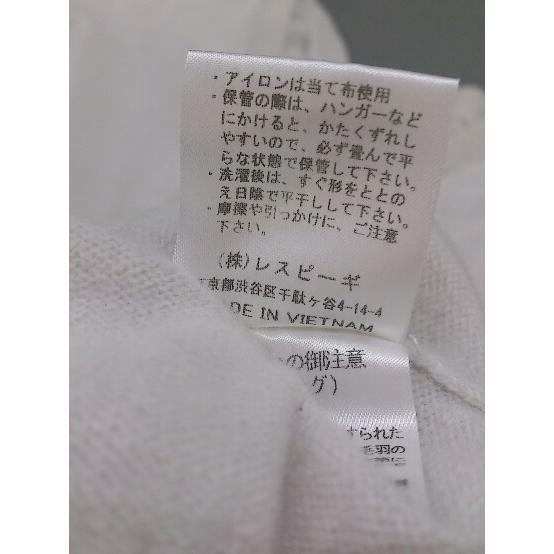 ・アイロンは当て布使用
・保管の際は、ハンガーなど
にかけると、かたくずれし
やすいので、必ず畳んで平
らな状態で保管して下さい。
・洗濯後は、すぐ形をととの
え日陰で平干しして下さい。
・摩擦や引っかけに、ご注意
下さい。
(株)レスピーギ
京都渋谷区千駄ヶ谷4-14-4
DE IN VIETNAM
の御注意
グ)
られた
羽の